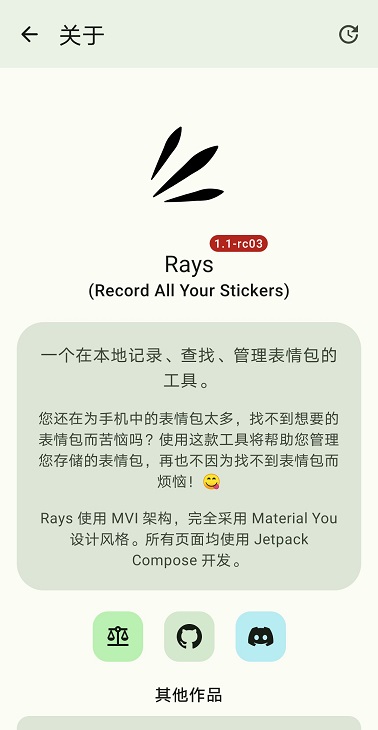 关于
1.1-rc03
Rays
(Record All Your Stickers)
一个在本地记录、查找、管理表情包的
工具。
您还在为手机中的表情包太多，找不到想要的
表情包而苦恼吗？使用这款工具将帮助您管理
您存储的表情包，再也不因为找不到表情包而
烦恼！😋
Rays 使用 MVI 架构，完全采用 Material You
设计风格。所有页面均使用 Jetpack
Compose 开发。
其他作品